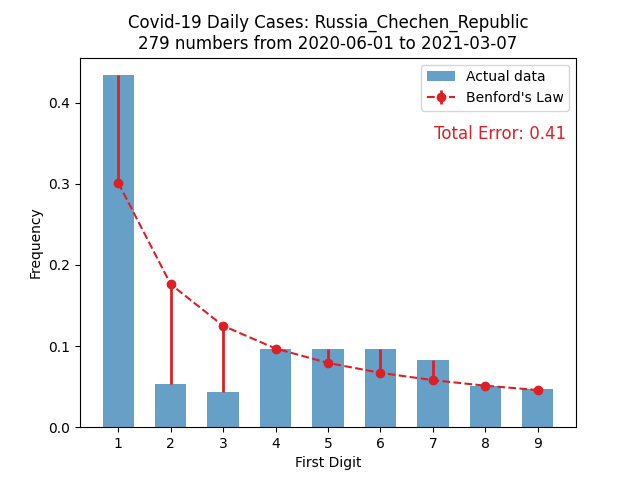 Covid-19 Daily Cases: Russia_Chechen_Republic
279 numbers from 2020-06-01 to 2021-03-07
Actual data
Benford's Law
Total Error: 0.41
Frequency
0.4
0.3
0.2
0.1
0.0
1 2 3 4 5 6 7 8 9
First Digit